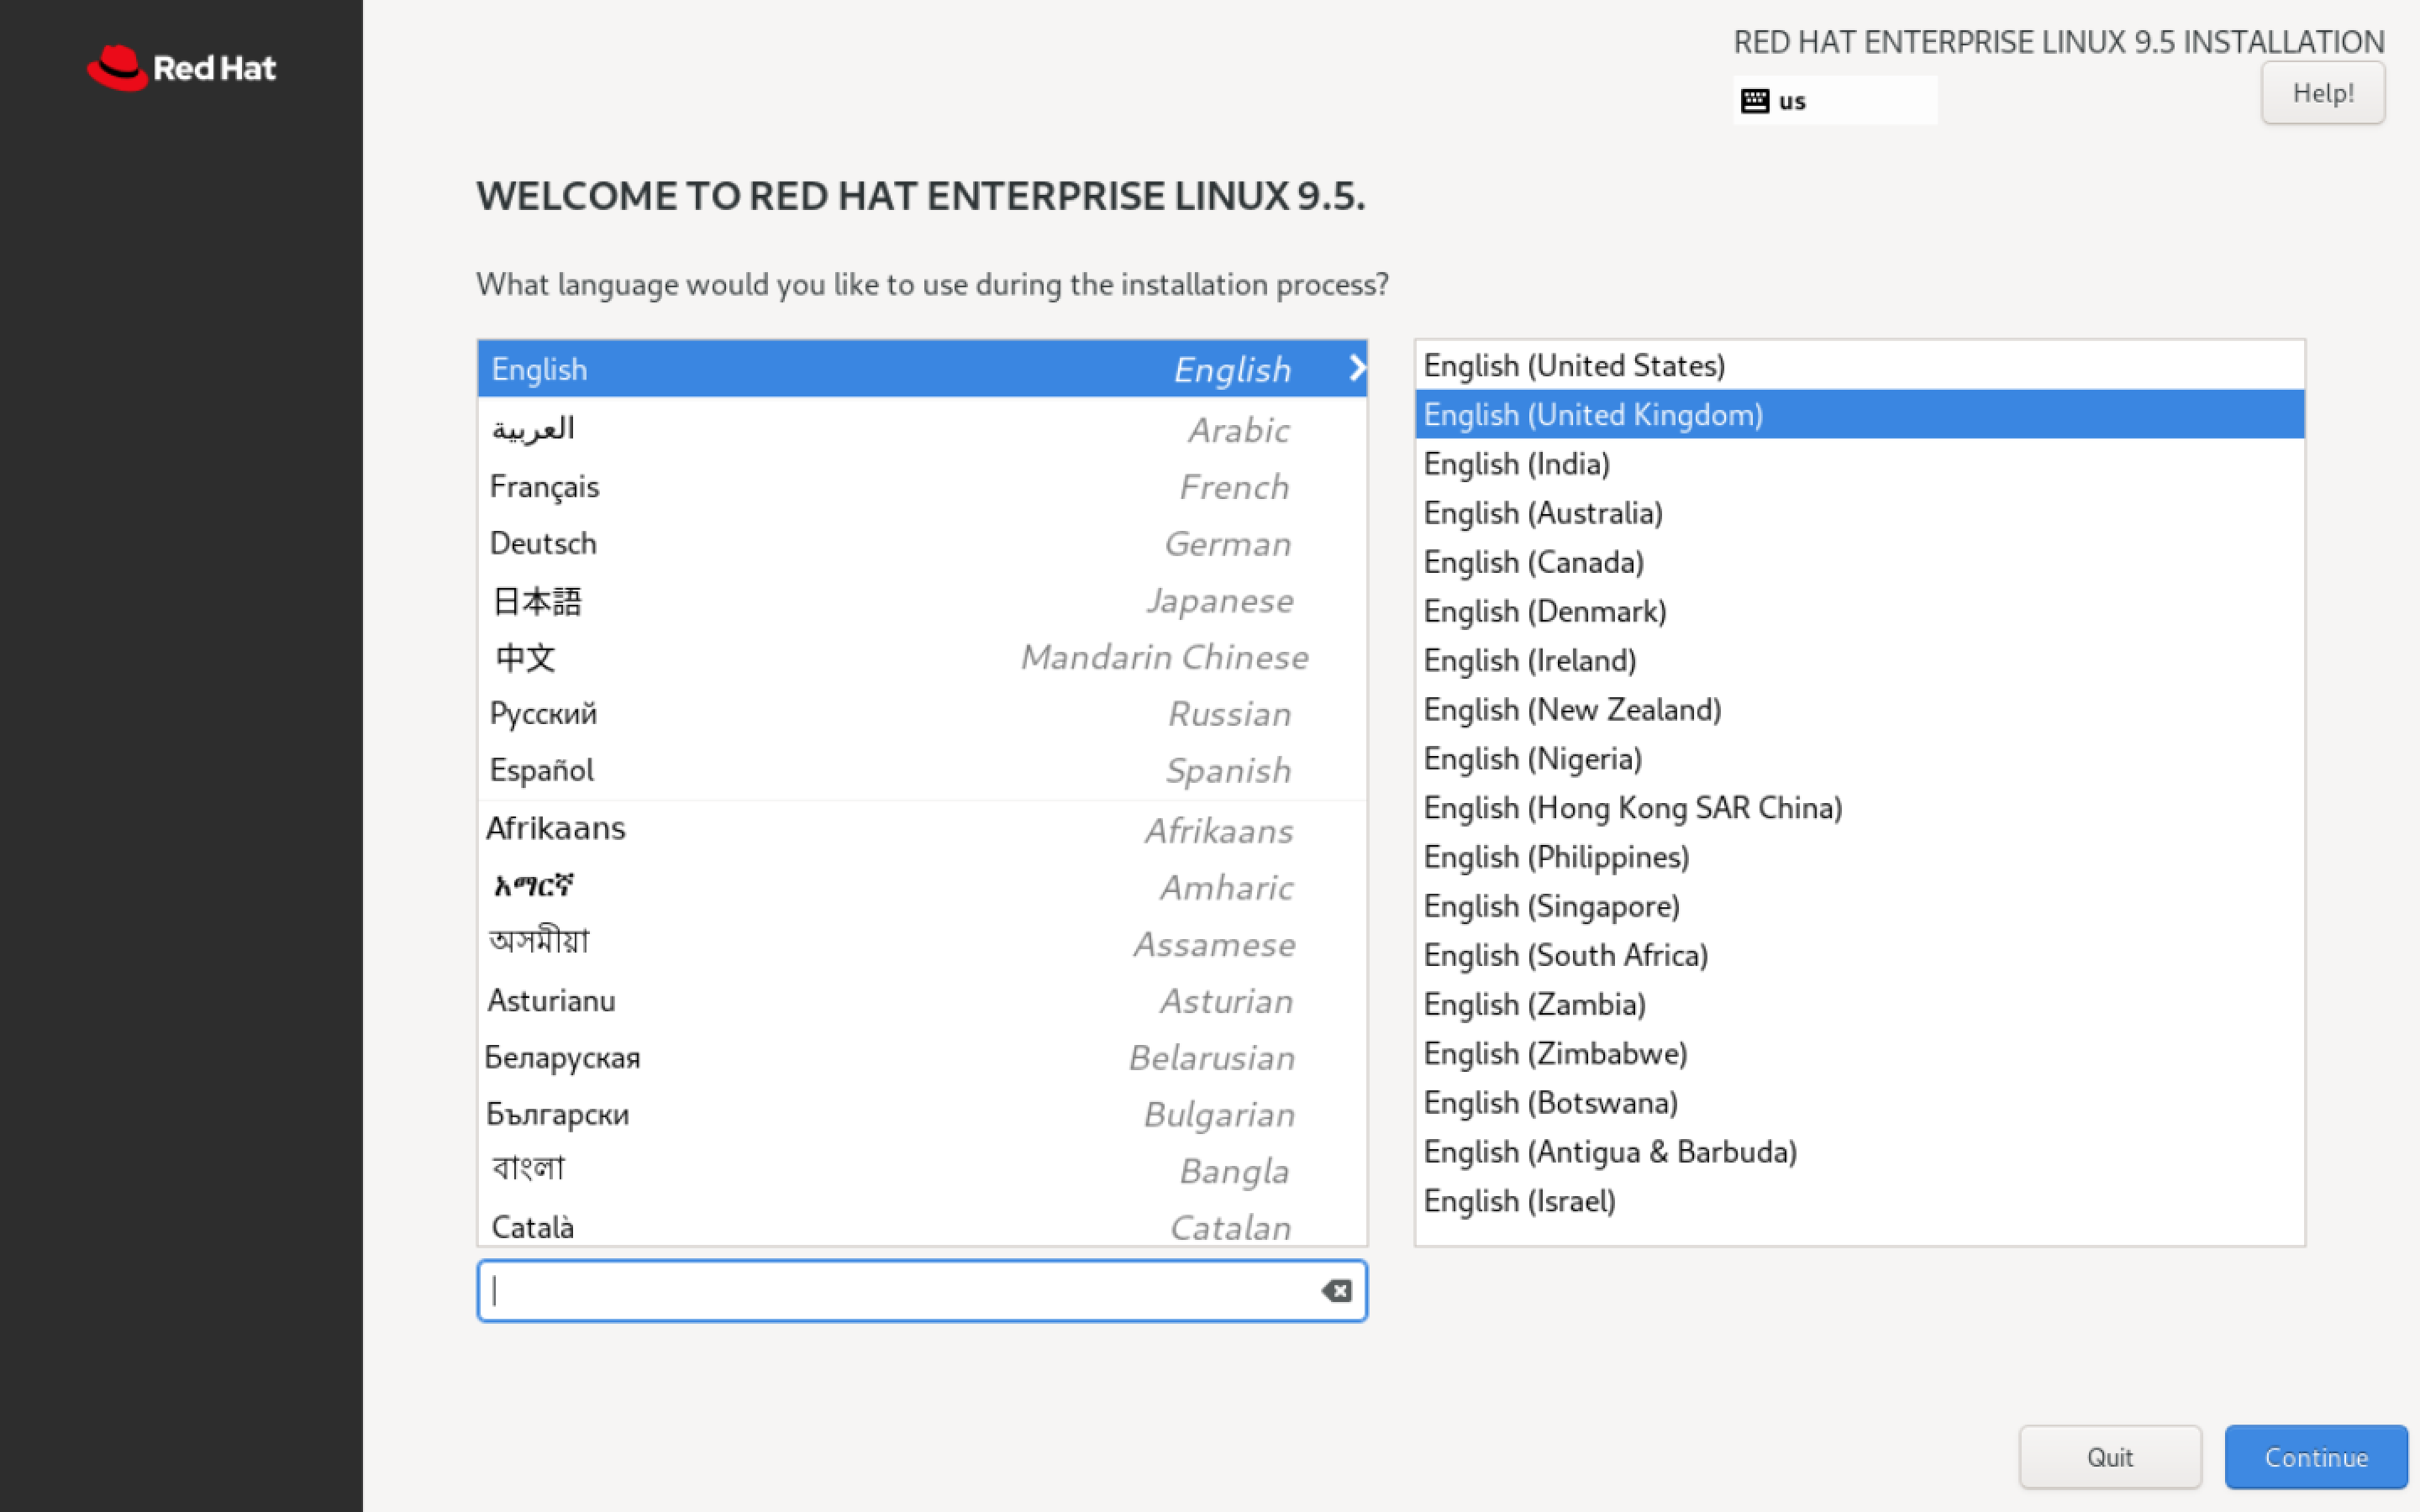 Red Hat
RED HAT ENTERPRISE LINUX 9.5 INSTALLATION
us
Help!
WELCOME TO RED HAT ENTERPRISE LINUX 9.5.
What language would you like to use during the installation process?
English English
العربية Arabic
Français French
Deutsch German
日本語 Japanese
中文 Mandarin Chinese
Русский Russian
Español Spanish
Afrikaans Afrikaans
አማርኛ Amharic
অসমীয়া Assamese
Asturianu Asturian
Беларуская Belarusian
Български Bulgarian
বাংলা Bangla
Català Catalan
English (United States)
English (United Kingdom)
English (India)
English (Australia)
English (Canada)
English (Denmark)
English (Ireland)
English (New Zealand)
English (Nigeria)
English (Hong Kong SAR China)
English (Philippines)
English (Singapore)
English (South Africa)
English (Zambia)
English (Zimbabwe)
English (Botswana)
English (Antigua & Barbuda)
English (Israel)
Quit
Continue